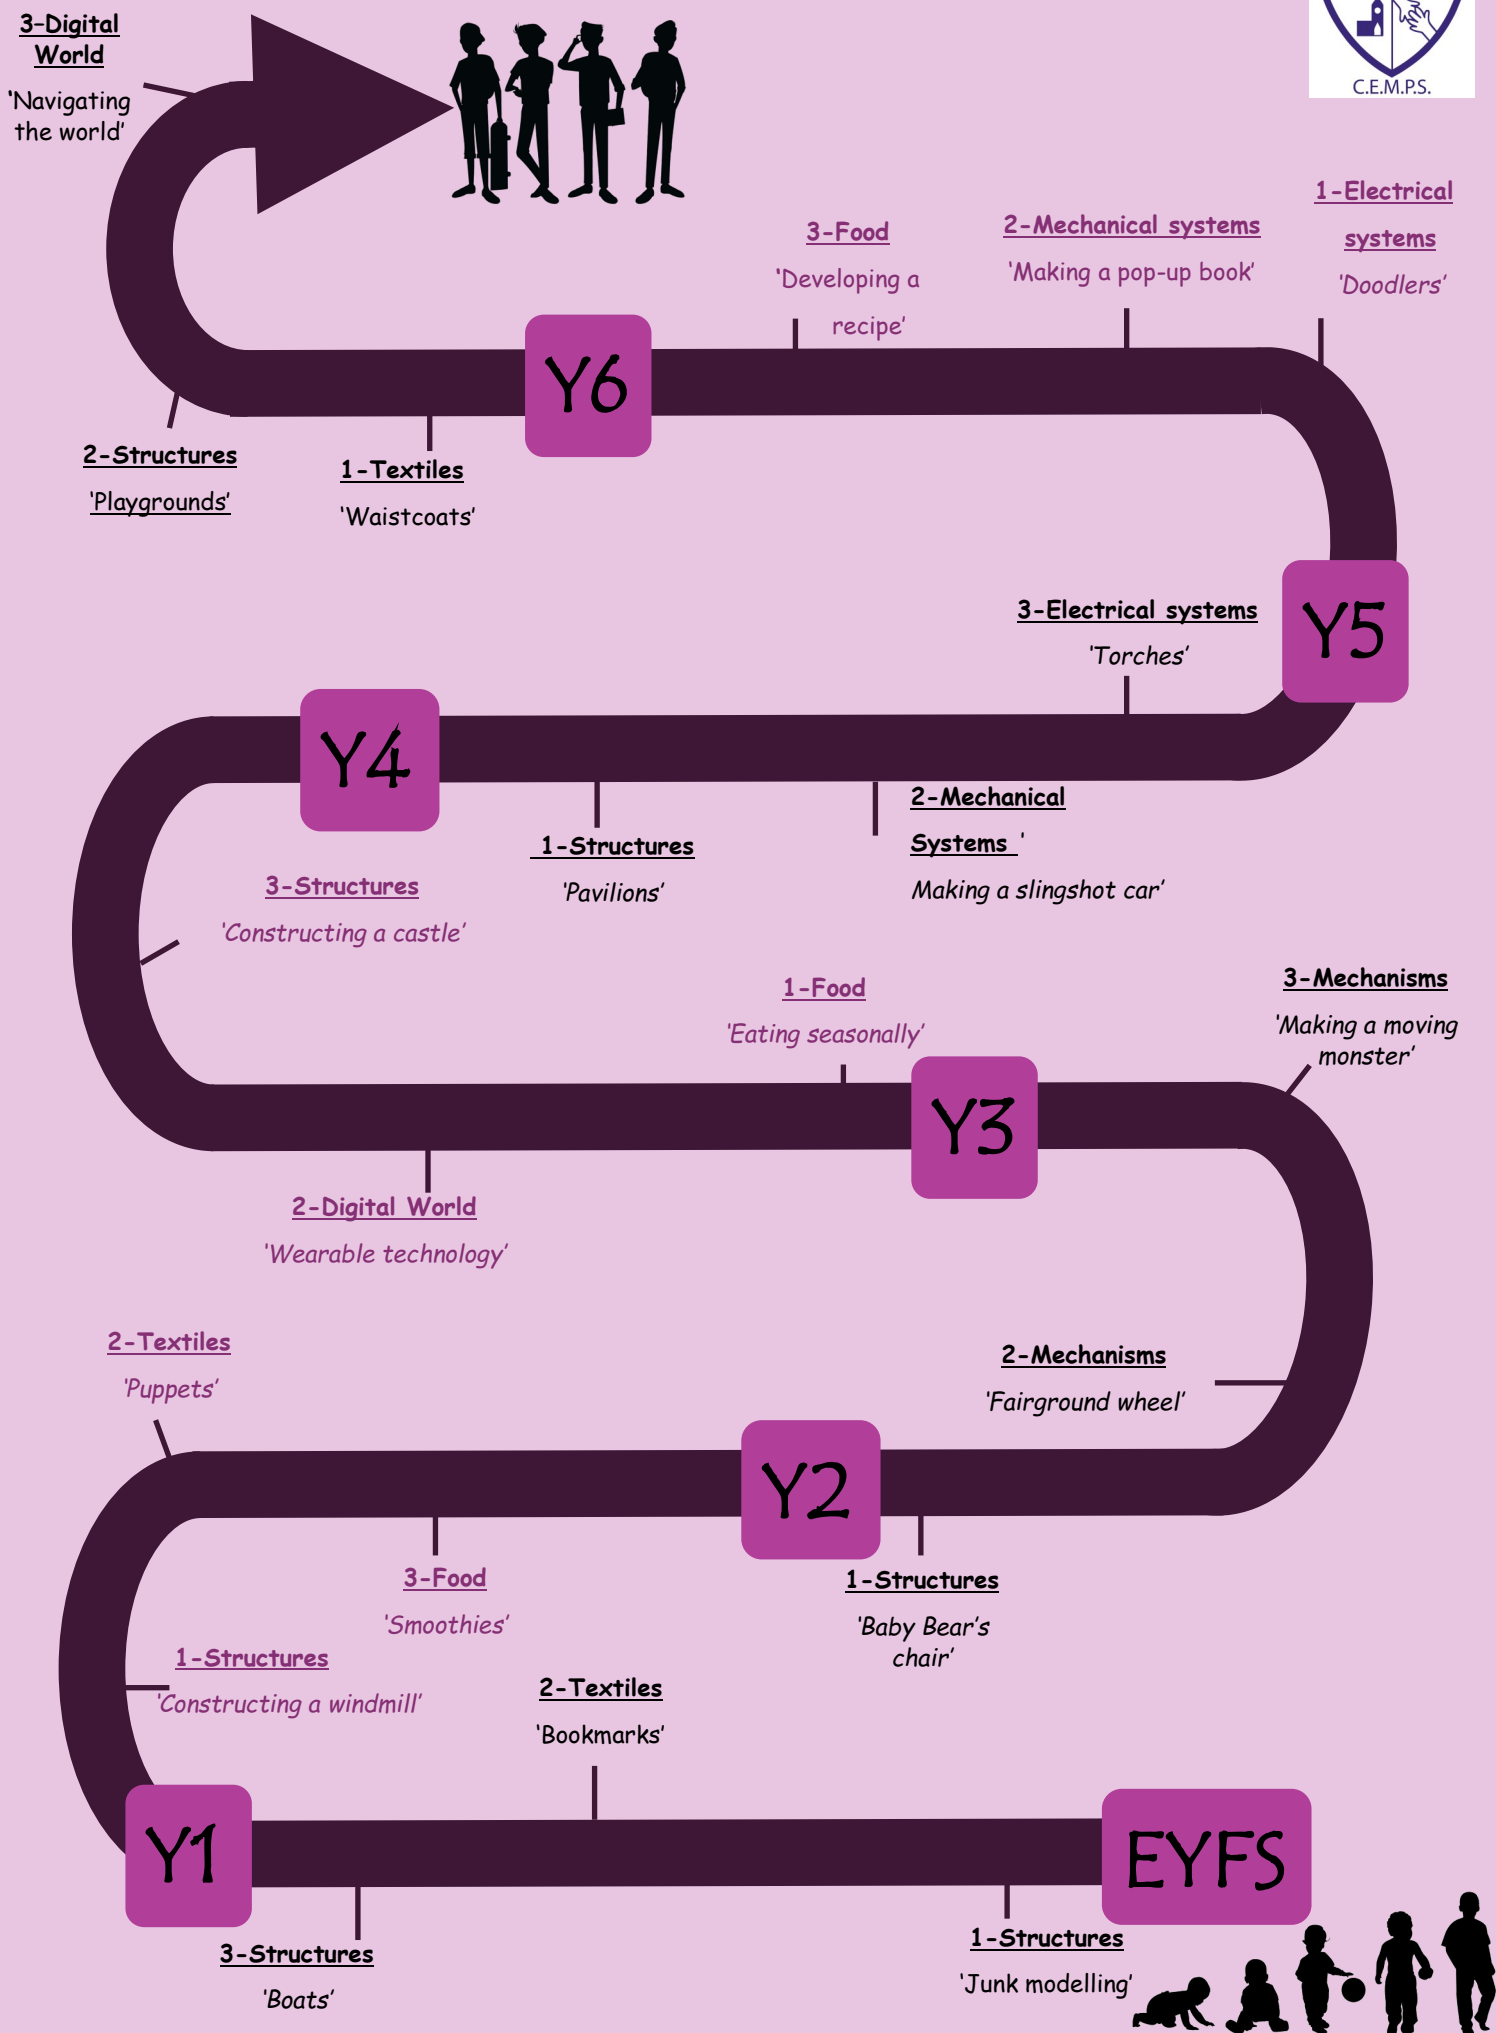 3-Digital
World
‘Navigating
the world’
C.E.M.P.S.
1-Electrical
systems
‘Doodlers’
2-Mechanical systems
‘Making a pop-up book’
3-Food
‘Developing a
recipe’
Y6
2-Structures
‘Playgrounds’
1-Textiles
‘Waistcoats’
Y5
3-Electrical systems
‘Torches’
Y4
1-Structures
‘Pavilions’
2-Mechanical
Systems ‘
Making a slingshot car’
3-Structures
‘Constructing a castle’
1-Food
‘Eating seasonally’
3-Mechanisms
‘Making a moving
monster’
Y3
2-Digital World
‘Wearable technology’
2-Textiles
‘Puppets’
2-Mechanisms
‘Fairground wheel’
Y2
3-Food
‘Smoothies’
1-Structures
‘Baby Bear’s
chair’
1-Structures
‘Constructing a windmill’
2-Textiles
‘Bookmarks’
Y1
EYFS
3-Structures
‘Boats’
1-Structures
‘Junk modelling’